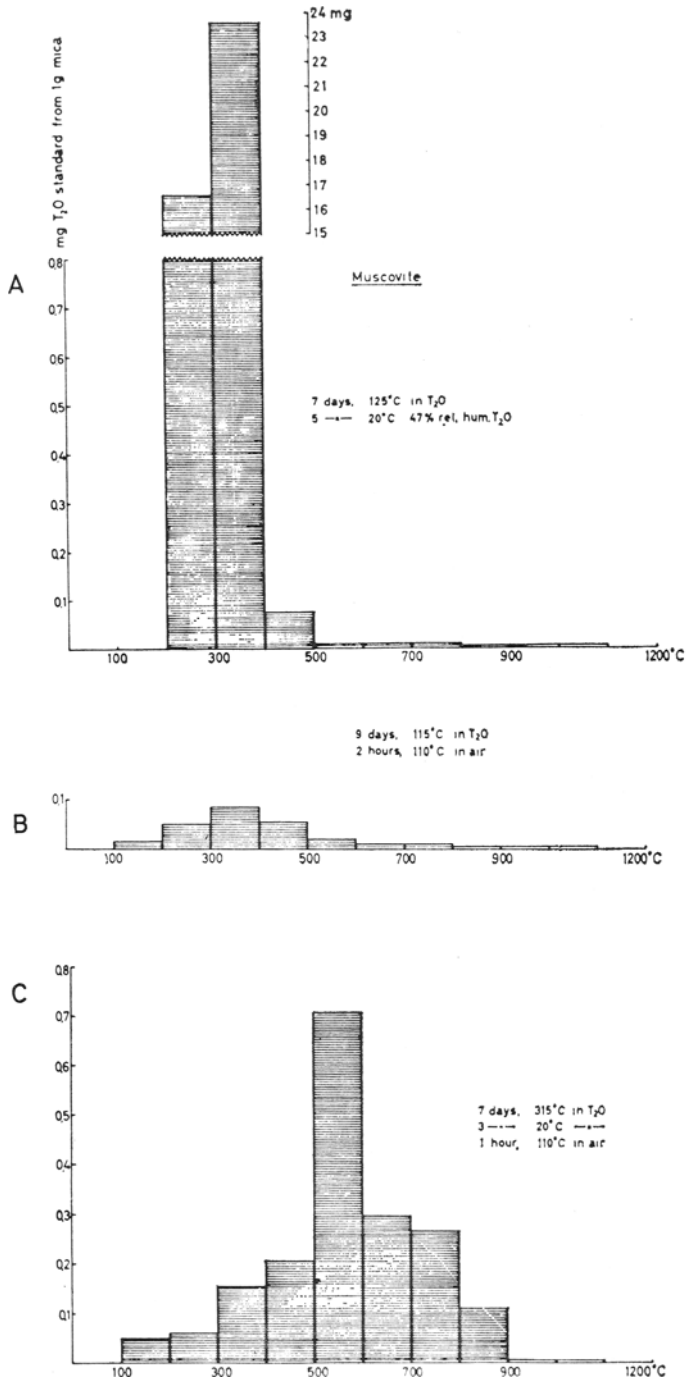 24 mg
23
22
21
20
19
18
17
16
15
mg T₂O standard from 1g mica
A
0,8
0,7
0,6
0,5
0,4
0,3
0,2
0,1
Muscovite
7 days, 125°C in T₂O
5 —"— 20°C 47% rel, hum. T₂O
100 300 500 700 900 1200°C
9 days, 115°C in T₂O
2 hours, 110°C in air
B
0,1
100 300 500 700 900 1200°C
C
0,8
0,7
0,6
0,5
0,4
0,3
0,2
0,1
7 days, 315°C in T₂O
3 —"— 20°C —"—
1 hour, 110°C in air
100 300 500 700 900 1200°C